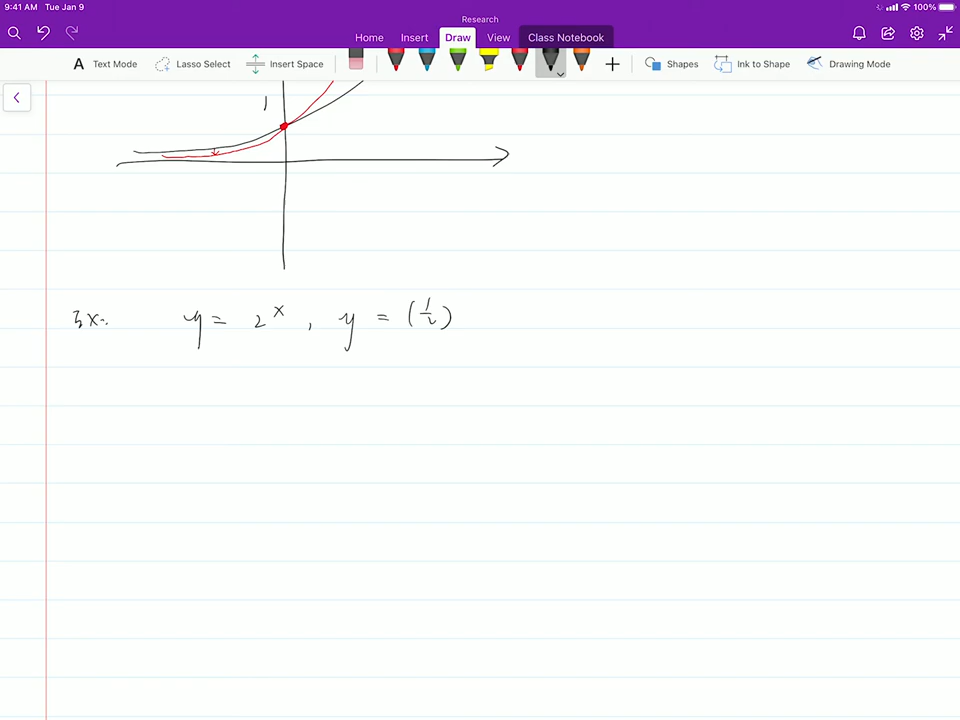 9:41 AM Tue Jan 9
100%
Research
Home Insert Draw View Class Notebook
A Text Mode Lasso Select Insert Space Shapes Ink to Shape Drawing Mode
1
Ex: y = 2^x , y = (1/2)